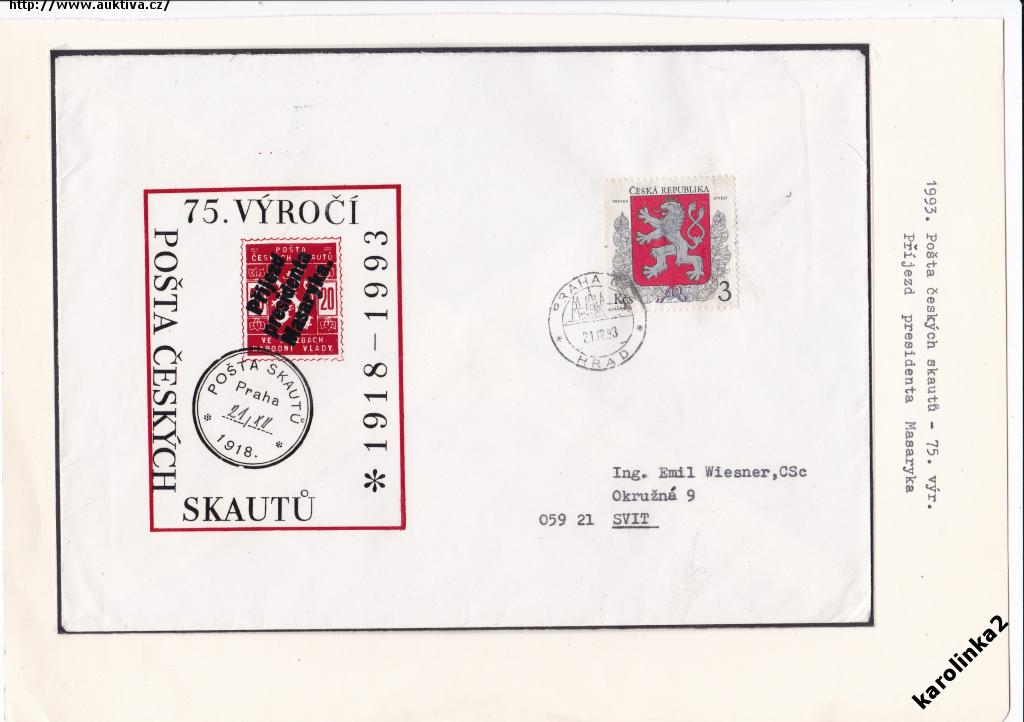 http://www.auktiva.cz/
75. VÝROČÍ
POŠTA ČESKÝCH
SKAUTŮ
* 1918–1993
POŠTA
ČESKÝCH SKAUTŮ
20
VE SLUŽBÁCH
NÁRODNÍ VLÁDY
Příjezd
presidenta
Masaryka.
POŠTA SKAUTŮ
Praha
21/XII
* 1918. *
ČESKÁ REPUBLIKA
Kčs
3
PRAHA
21.12.93
* HRAD *
Ing. Emil Wiesner,CSc
Okružná 9
059 21 SVIT
1993. Pošta českých skautů - 75. výr.
Příjezd presidenta Masaryka
karolinka2